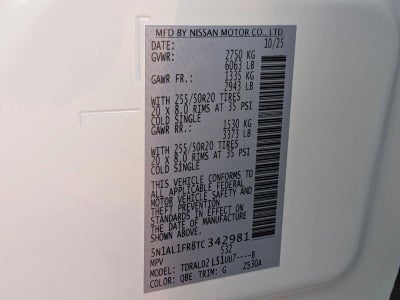 MFD BY NISSAN MOTOR CO., LTD.
DATE: 10/25
GVWR: 2750 KG
6063 LB
GAWR FR.: 1335 KG
2943 LB
WITH 255/50R20 TIRES
20 X 8.0 RIMS AT 35 PSI
COLD SINGLE
GAWR RR.: 1530 KG
3373 LB
WITH 255/50R20 TIRES
20 X 8.0 RIMS AT 35 PSI
COLD SINGLE
THIS VEHICLE CONFORMS TO
ALL APPLICABLE FEDERAL
MOTOR VEHICLE SAFETY AND
THEFT PREVENTION
STANDARDS IN EFFECT ON
THE DATE OF MANUFACTURE
SHOWN ABOVE
5N1AL1FR8TC342981
MPV 532
MODEL: TDRALD2 LS1UU7----B
COLOR: QBE TRIM: G ZS30A